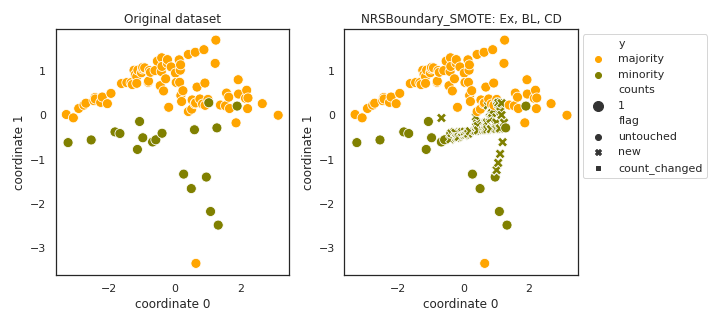 Original dataset
coordinate 1
1
0
−1
−2
−3
−2
0
2
coordinate 0
NRSBoundary_SMOTE: Ex, BL, CD
coordinate 1
1
0
−1
−2
−3
−2
0
2
coordinate 0
y
majority
minority
counts
1
flag
untouched
new
count_changed